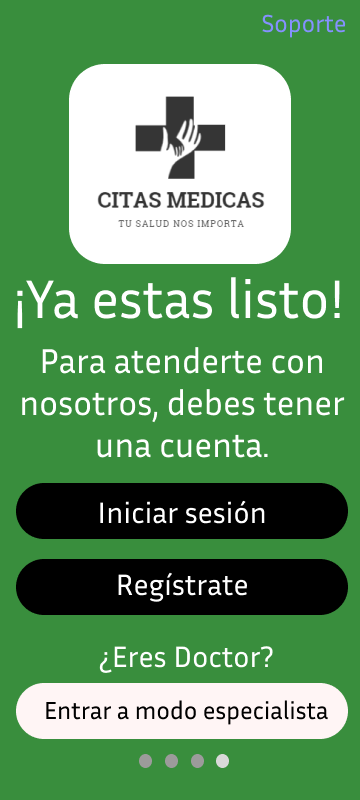 Soporte
CITAS MEDICAS
TU SALUD NOS IMPORTA
¡Ya estas listo!
Para atenderte con
nosotros, debes tener
una cuenta.
Iniciar sesión
Regístrate
¿Eres Doctor?
Entrar a modo especialista